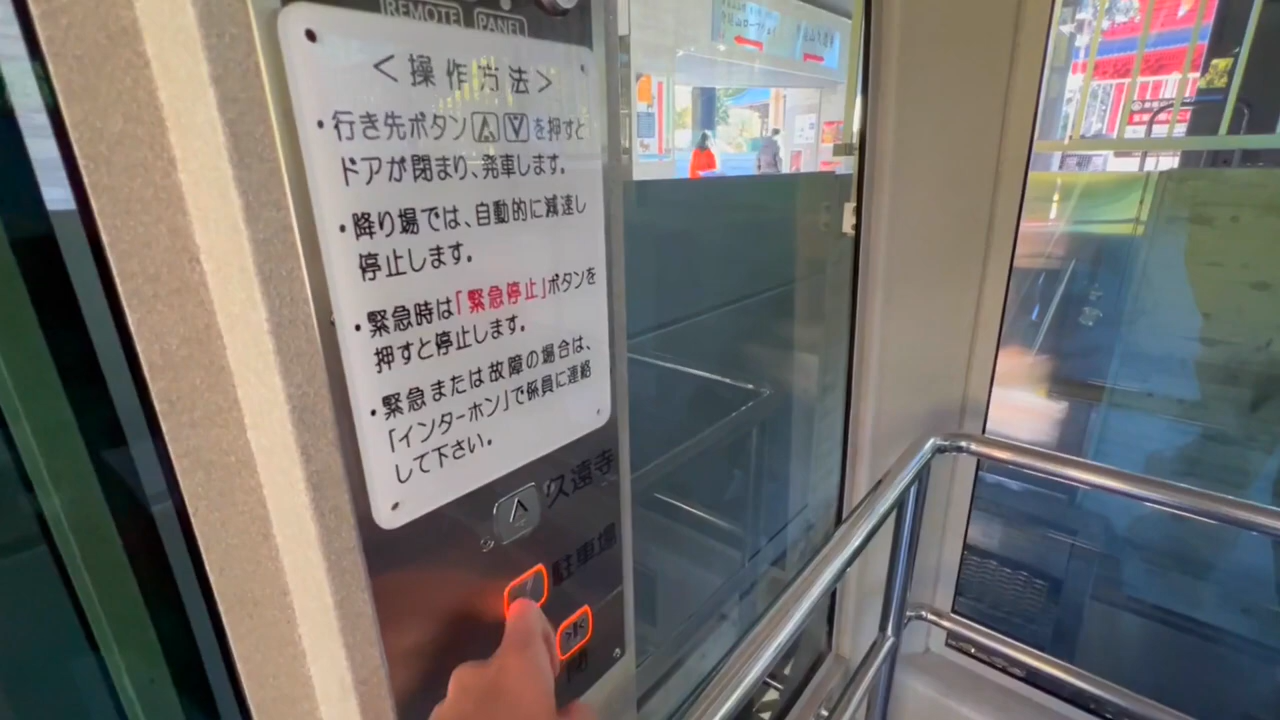 REMOTE PANEL
＜操作方法＞
・行き先ボタン∧∨を押すと
ドアが閉まり、発車します。
・降り場では、自動的に減速し
停止します。
・緊急時は「緊急停止」ボタンを
押すと停止します。
・緊急または故障の場合は、
「インターホン」で係員に連絡
して下さい。
久遠寺
駐車場